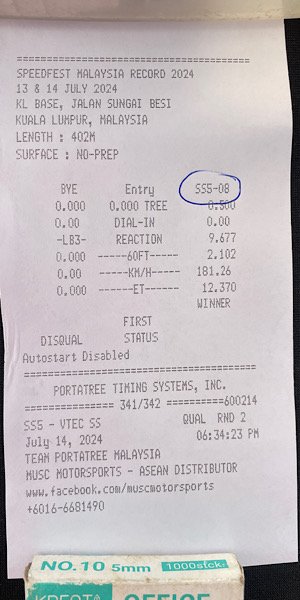 ==========================================
SPEEDFEST MALAYSIA RECORD 2024
13 & 14 JULY 2024
KL BASE, JALAN SUNGAI BESI
KUALA LUMPUR, MALAYSIA
LENGTH : 402M
SURFACE : NO-PREP
BYE Entry SS5-08
0.000 0.000 TREE 0.500
0.00 DIAL-IN 0.00
-LB3- REACTION 9.677
0.000 ------60FT----- 2.102
0.00 -----KM/H------ 181.26
0.000 ------ET------- 12.370
WINNER
FIRST
DISQUAL STATUS
Autostart Disabled
==========================================
PORTATREE TIMING SYSTEMS, INC.
================ 341/342 ==========600214
SS5 - VTEC SS QUAL RND 2
July 14, 2024 06:34:23 PM
TEAM PORTATREE MALAYSIA
MUSC MOTORSPORTS - ASEAN DISTRIBUTOR
www.facebook.com/muscmotorsports
+6016-6681490
NO.10 5mm 1000stck.
OFFICE